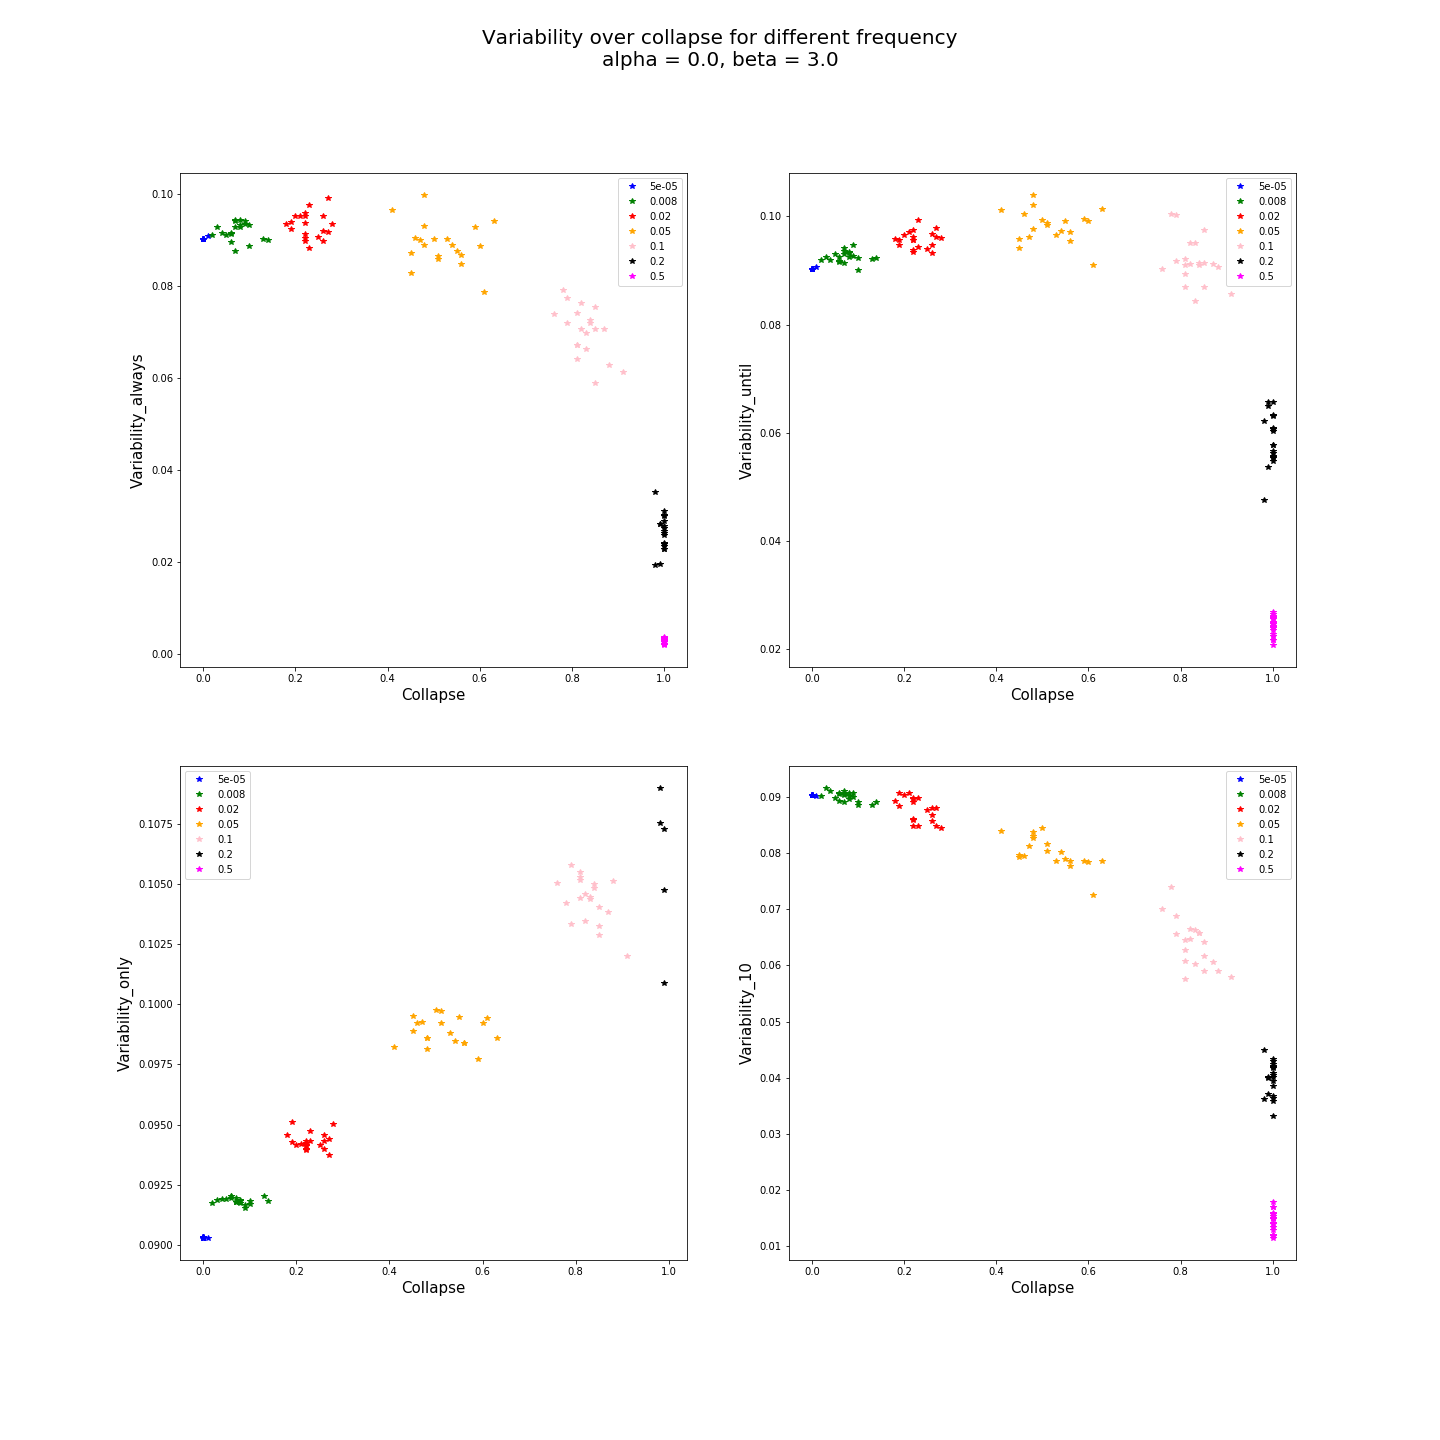 Variability over collapse for different frequency
alpha = 0.0, beta = 3.0
0.10
0.08
0.06
0.04
0.02
0.00
Variability_always
0.0 0.2 0.4 0.6 0.8 1.0
Collapse
5e-05
0.008
0.02
0.05
0.1
0.2
0.5
0.10
0.08
0.06
0.04
0.02
Variability_until
0.0 0.2 0.4 0.6 0.8 1.0
Collapse
5e-05
0.008
0.02
0.05
0.1
0.2
0.5
0.1075
0.1050
0.1025
0.1000
0.0975
0.0950
0.0925
0.0900
Variability_only
0.0 0.2 0.4 0.6 0.8 1.0
Collapse
5e-05
0.008
0.02
0.05
0.1
0.2
0.5
0.09
0.08
0.07
0.06
0.05
0.04
0.03
0.02
0.01
Variability_10
0.0 0.2 0.4 0.6 0.8 1.0
Collapse
5e-05
0.008
0.02
0.05
0.1
0.2
0.5